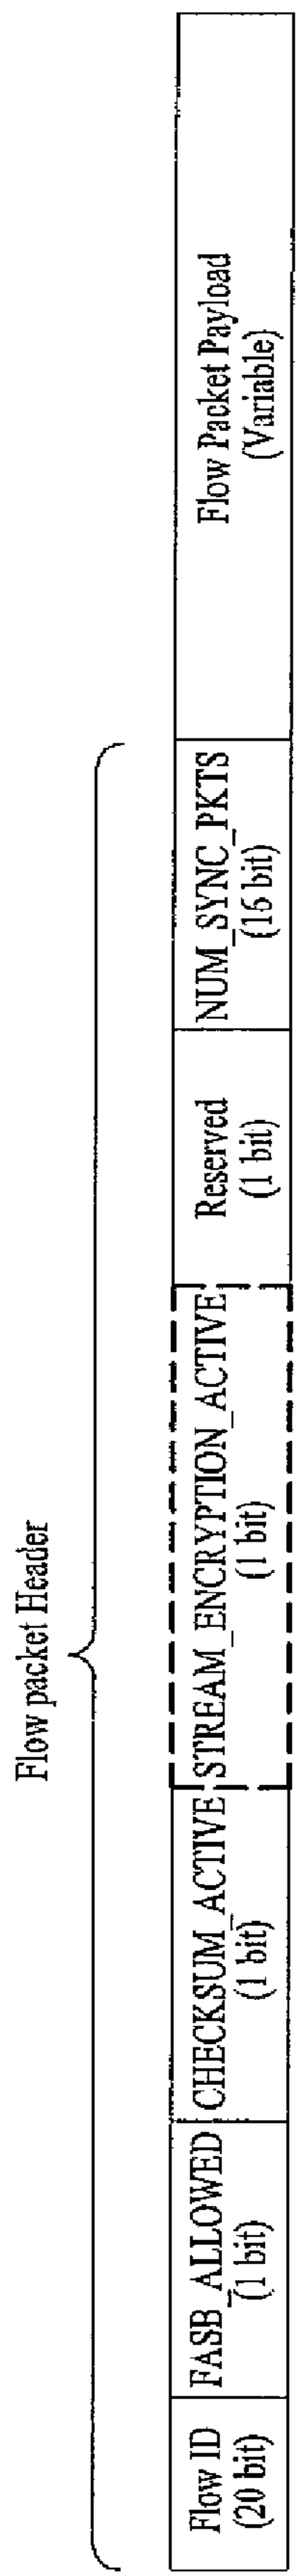 Flow packet Header
Flow ID
(20 bit)
FASB_ALLOWED
(1 bit)
CHECKSUM_ACTIVE
(1 bit)
STREAM_ENCRYPTION_ACTIVE
(1 bit)
Reserved
(1 bit)
NUM_SYNC_PKTS
(16 bit)
Flow Packet Payload
(Variable)